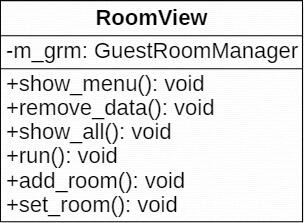 RoomView
-m_grm: GuestRoomManager
+show_menu(): void
+remove_data(): void
+show_all(): void
+run(): void
+add_room(): void
+set_room(): void